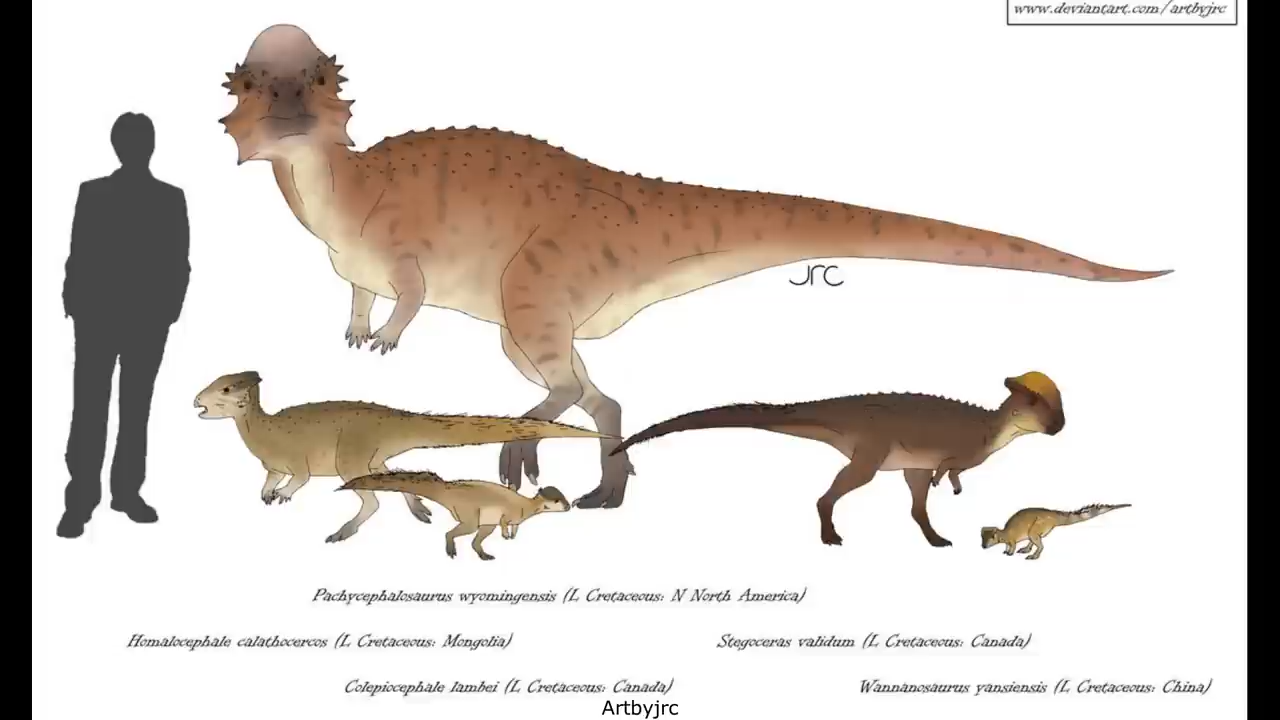 www.deviantart.com/artbyjrc
Jrc
Pachycephalosaurus wyomingensis (L Cretaceous: N North America)
Homalocephale calathocercos (L Cretaceous: Mongolia)
Stegoceras validum (L Cretaceous: Canada)
Colepiocephale lambei (L Cretaceous: Canada)
Wannanosaurus yansiensis (L Cretaceous: China)
Artbyjrc